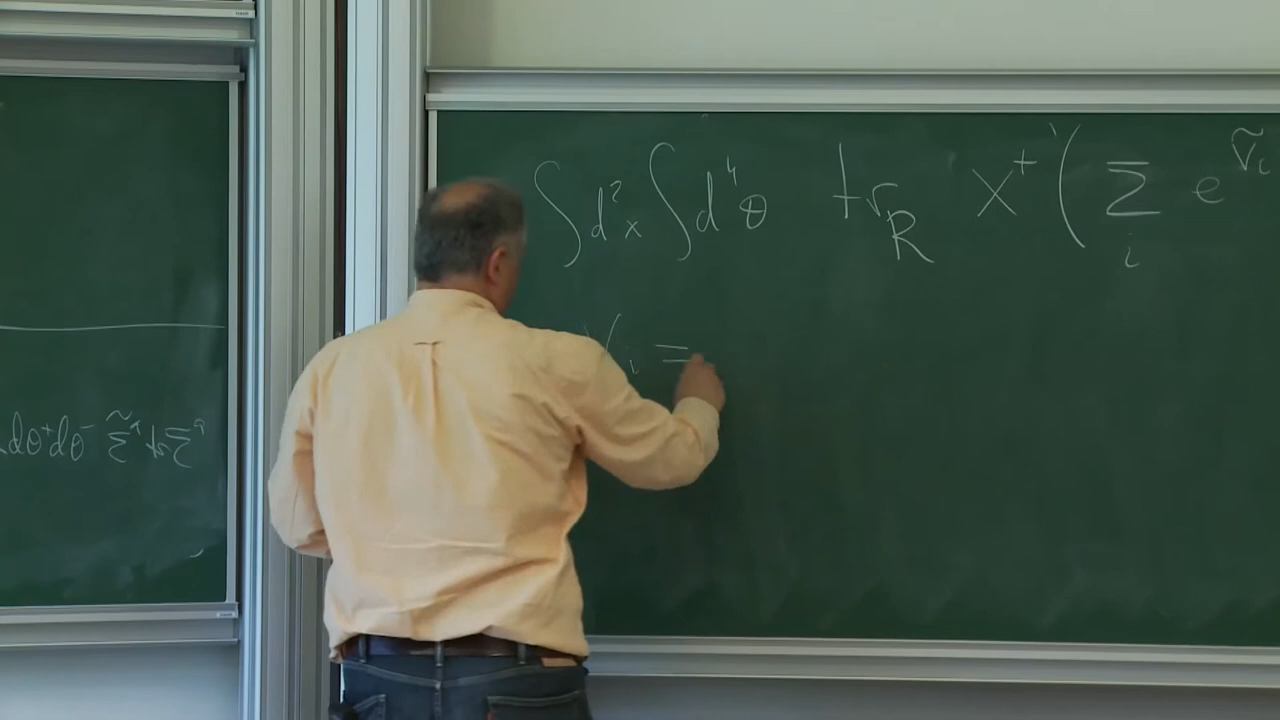 ∫d²x ∫d⁴θ tr_R X⁺ ( Σ_i e^Ṽ_i
V_i =
dθ⁺dθ⁻